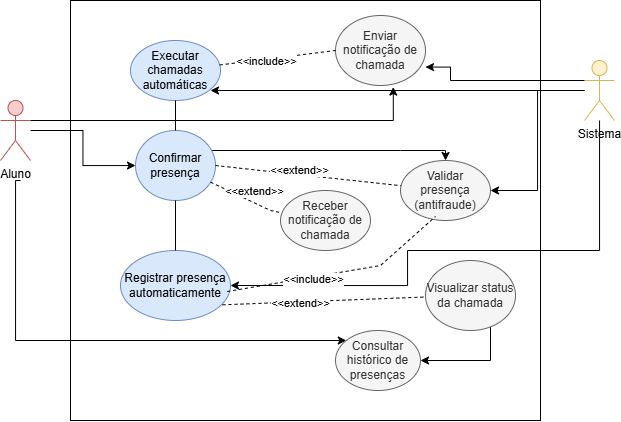 Enviar
notificação de
chamada
Executar
chamadas
automáticas
<<include>>
Sistema
Aluno
Confirmar
presença
<<extend>>
Validar
presença
(antifraude)
<<extend>>
Receber
notificação de
chamada
Registrar presença
automaticamente
<<include>>
<<extend>>
Visualizar status
da chamada
Consultar
histórico de
presenças